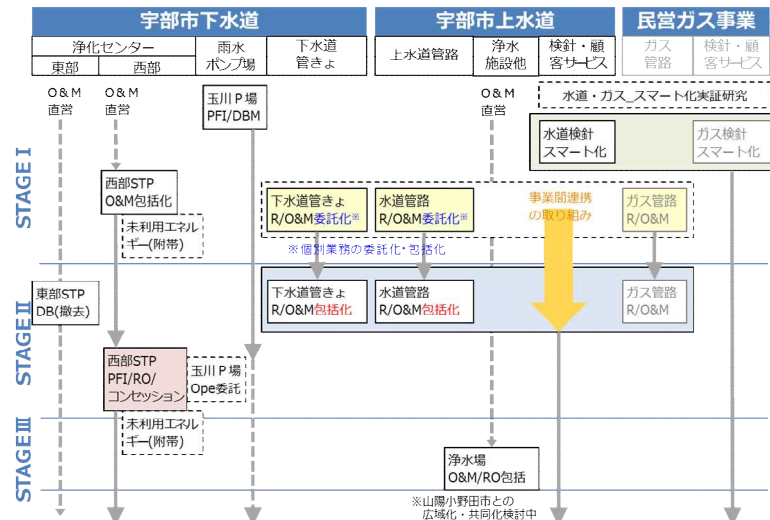 宇部市下水道
宇部市上水道
民営ガス事業
浄化センター
東部
西部
雨水
ポンプ場
下水道
管きょ
上水道管路
浄水
施設他
検針・顧
客サービス
ガス
管路
検針・顧
客サービス
STAGE Ⅰ
O&M
直営
O&M
直営
玉川P場
PFI/DBM
O&M
直営
水道・ガス_スマート化実証研究
水道検針
スマート化
ガス検針
スマート化
西部STP
O&M包括化
未利用エネル
ギー(附帯)
下水道管きょ
R/O&M委託化※
水道管路
R/O&M委託化※
事業間連携
の取り組み
ガス管路
R/O&M
※個別業務の委託化・包括化
STAGE Ⅱ
東部STP
DB(撤去)
下水道管きょ
R/O&M包括化
水道管路
R/O&M包括化
ガス管路
R/O&M
西部STP
PFI/RO/
コンセッション
玉川P場
Ope委託
STAGE Ⅲ
未利用エネル
ギー(附帯)
浄水場
O&M/RO包括
※山陽小野田市との
広域化・共同化検討中